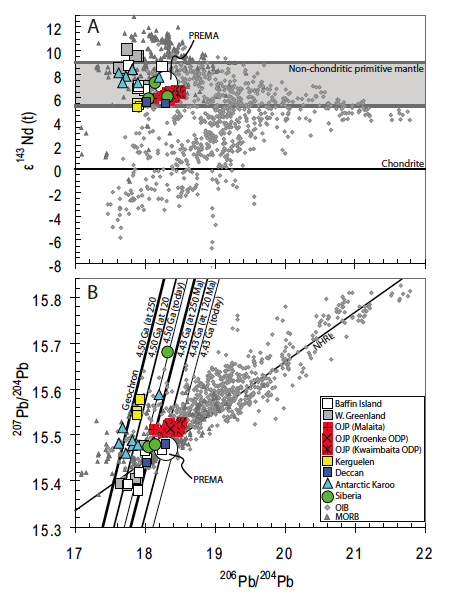 A
12
10
8
6
4
2
0
-2
-4
-6
-8
ε ¹⁴³Nd (t)
PREMA
Non-chondritic primitive mantle
Chondrite
B
15.8
15.7
15.6
15.5
15.4
15.3
²⁰⁷Pb/²⁰⁴Pb
Geochron
4.50 Ga (at 250)
4.50 Ga (at 120)
4.50 Ga (today)
4.43 Ga (at 250 Ma)
4.43 Ga (at 120 Ma)
4.43 Ga (today)
NHRL
PREMA
Baffin Island
W. Greenland
OJP (Malaita)
OJP (Kroenke ODP)
OJP (Kwaimbaita ODP)
Kerguelen
Deccan
Antarctic Karoo
Siberia
OIB
MORB
17
18
19
20
21
22
²⁰⁶Pb/²⁰⁴Pb